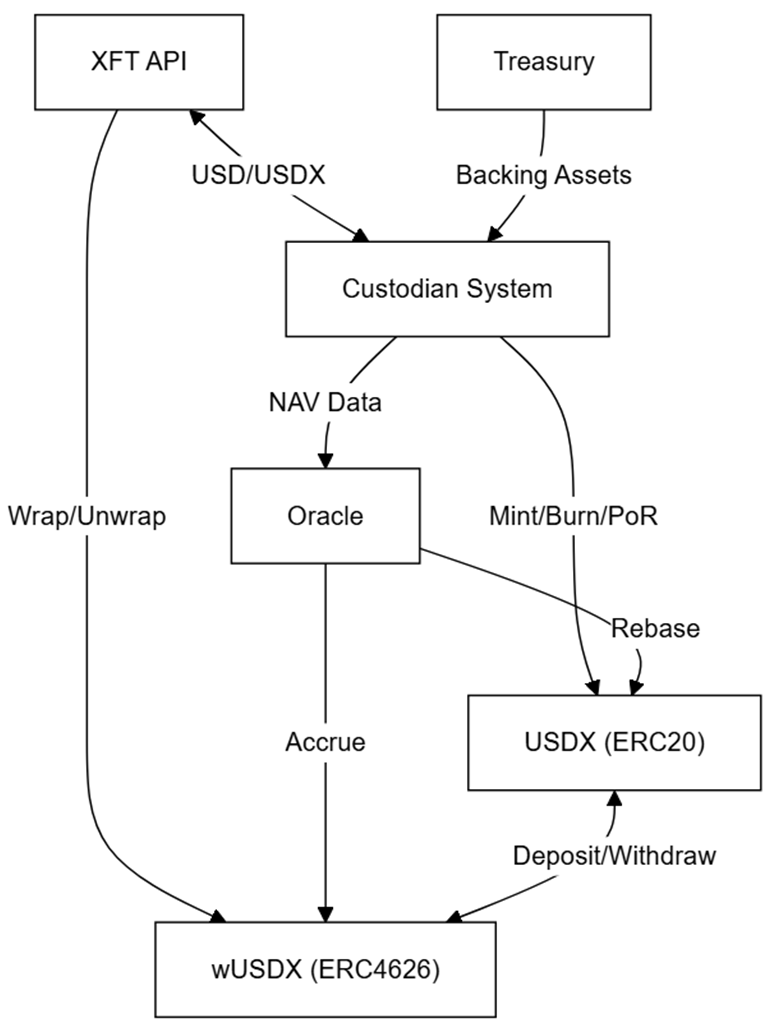 XFT API
Treasury
USD/USDX
Backing Assets
Custodian System
NAV Data
Wrap/Unwrap
Oracle
Mint/Burn/PoR
Rebase
Accrue
USDX (ERC20)
Deposit/Withdraw
wUSDX (ERC4626)